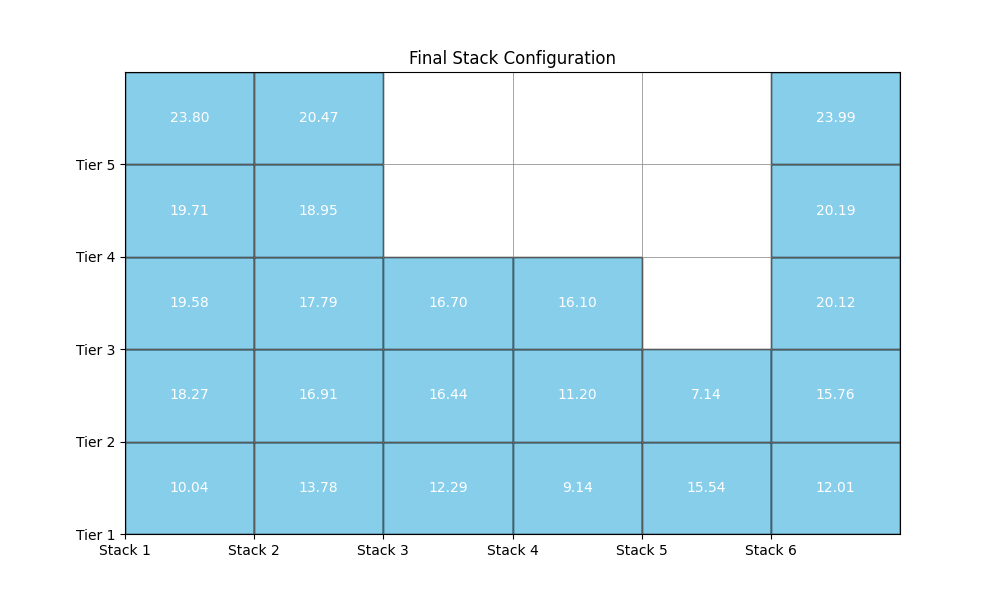 Final Stack Configuration
23.80 20.47 23.99
Tier 5
19.71 18.95 20.19
Tier 4
19.58 17.79 16.70 16.10 20.12
Tier 3
18.27 16.91 16.44 11.20 7.14 15.76
Tier 2
10.04 13.78 12.29 9.14 15.54 12.01
Tier 1
Stack 1 Stack 2 Stack 3 Stack 4 Stack 5 Stack 6